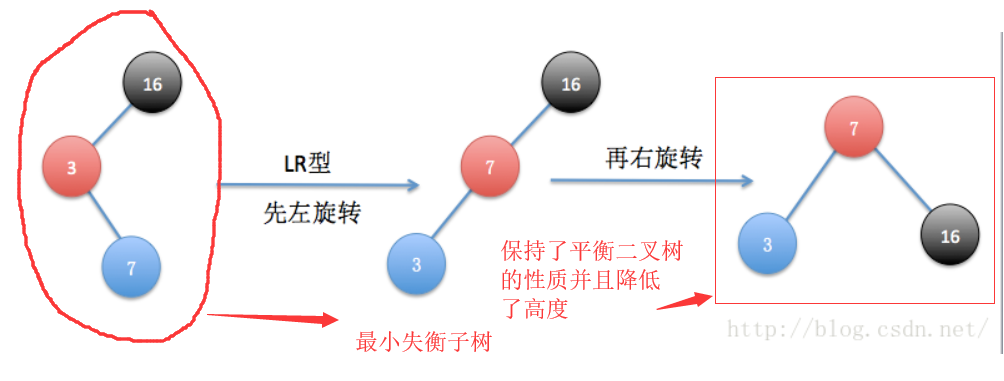 16
3
7
LR型
先左旋转
16
7
3
再右旋转
7
3
16
保持了平衡二叉树
的性质并且降低
了高度
最小失衡子树
http://blog.csdn.net/